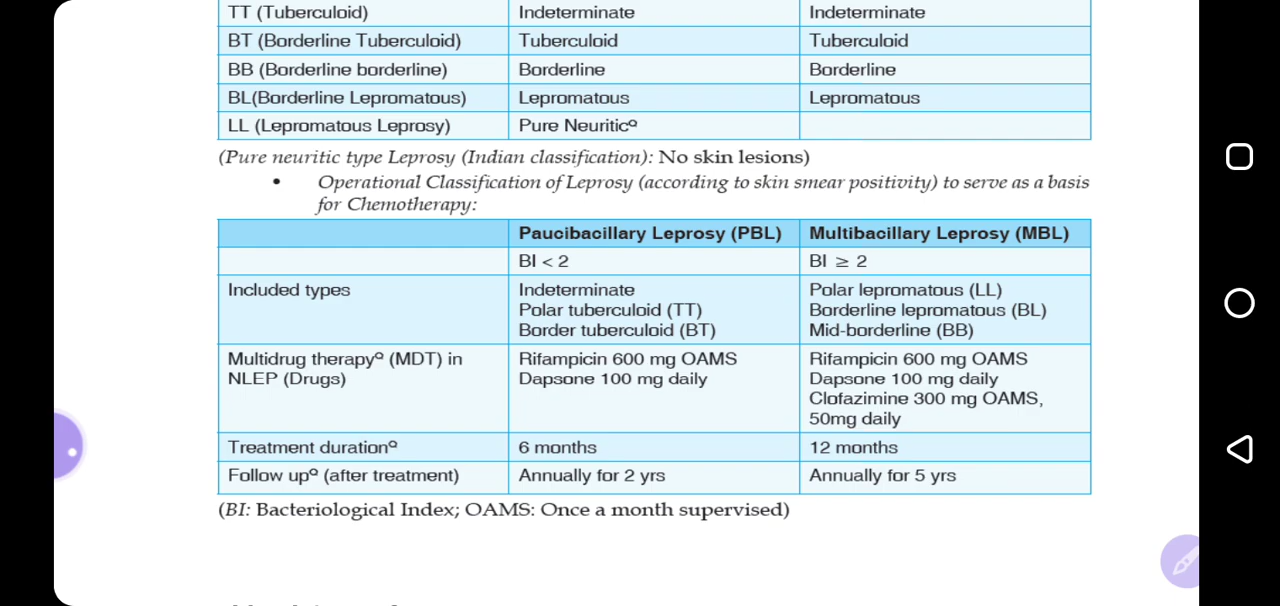 TT (Tuberculoid) Indeterminate Indeterminate
BT (Borderline Tuberculoid) Tuberculoid Tuberculoid
BB (Borderline borderline) Borderline Borderline
BL(Borderline Lepromatous) Lepromatous Lepromatous
LL (Lepromatous Leprosy) Pure Neuriticᵠ
(Pure neuritic type Leprosy (Indian classification): No skin lesions)
• Operational Classification of Leprosy (according to skin smear positivity) to serve as a basis
for Chemotherapy:
Paucibacillary Leprosy (PBL) Multibacillary Leprosy (MBL)
BI < 2 BI ≥ 2
Included types Indeterminate Polar lepromatous (LL)
Polar tuberculoid (TT) Borderline lepromatous (BL)
Border tuberculoid (BT) Mid-borderline (BB)
Multidrug therapyᵠ (MDT) in Rifampicin 600 mg OAMS Rifampicin 600 mg OAMS
NLEP (Drugs) Dapsone 100 mg daily Dapsone 100 mg daily
Clofazimine 300 mg OAMS,
50mg daily
Treatment durationᵠ 6 months 12 months
Follow upᵠ (after treatment) Annually for 2 yrs Annually for 5 yrs
(BI: Bacteriological Index; OAMS: Once a month supervised)